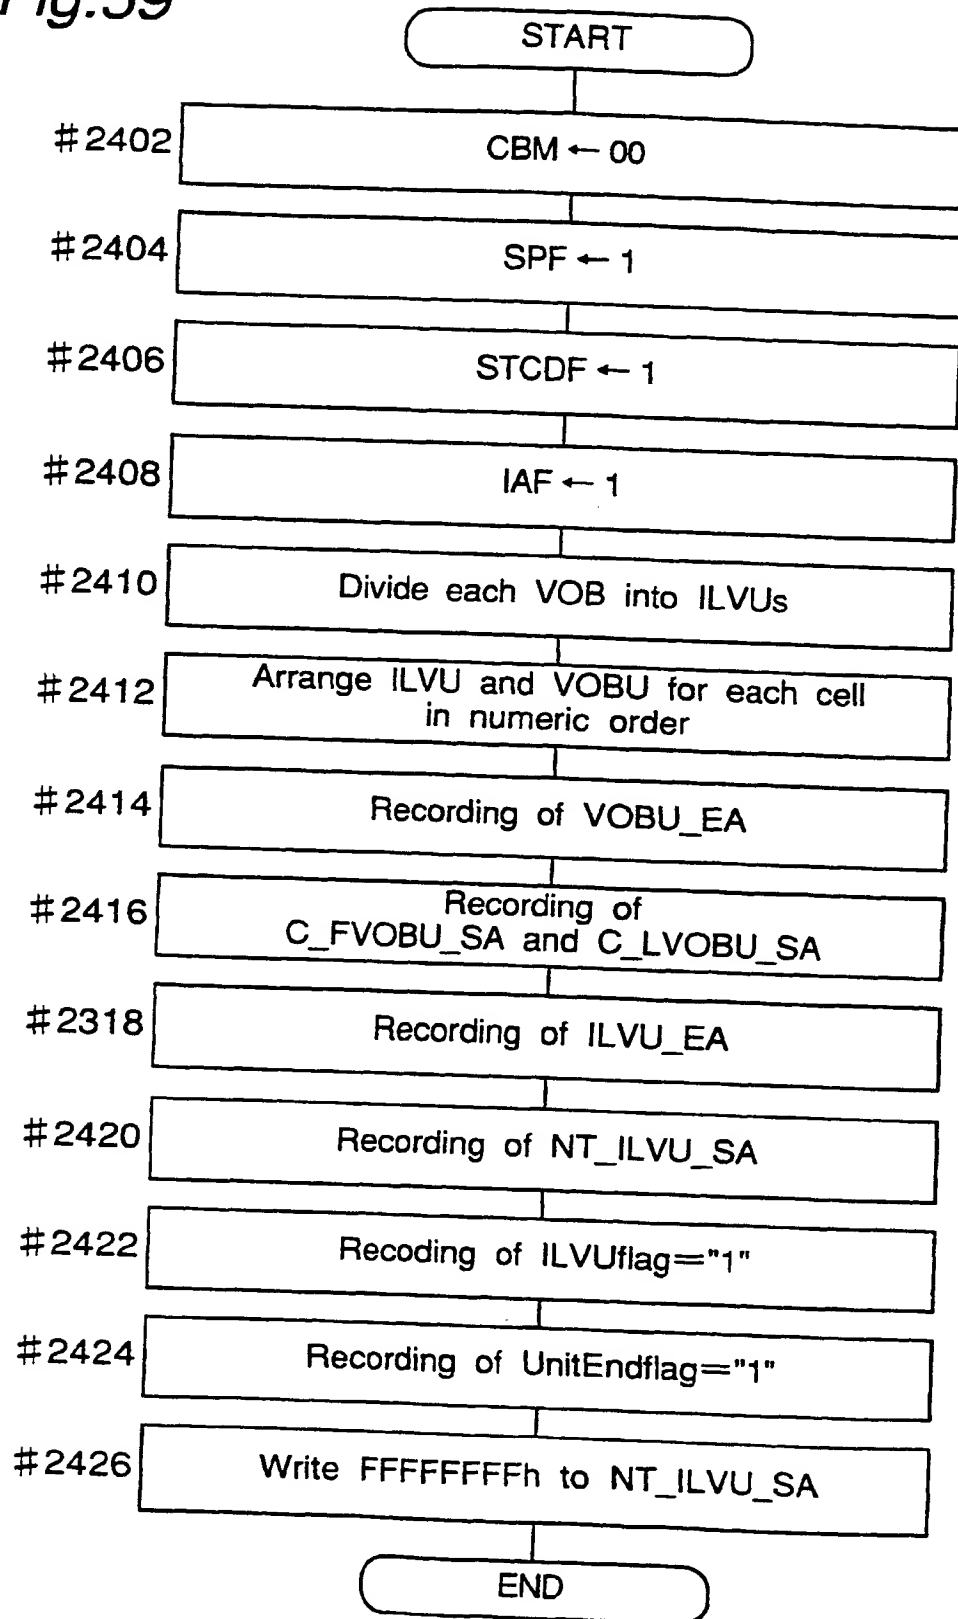 Fig.59
START
#2402
CBM ← 00
#2404
SPF ← 1
#2406
STCDF ← 1
#2408
IAF ← 1
#2410
Divide each VOB into ILVUs
#2412
Arrange ILVU and VOBU for each cell
in numeric order
#2414
Recording of VOBU_EA
#2416
Recording of
C_FVOBU_SA and C_LVOBU_SA
#2318
Recording of ILVU_EA
#2420
Recording of NT_ILVU_SA
#2422
Recoding of ILVUflag="1"
#2424
Recording of UnitEndflag="1"
#2426
Write FFFFFFFFh to NT_ILVU_SA
END